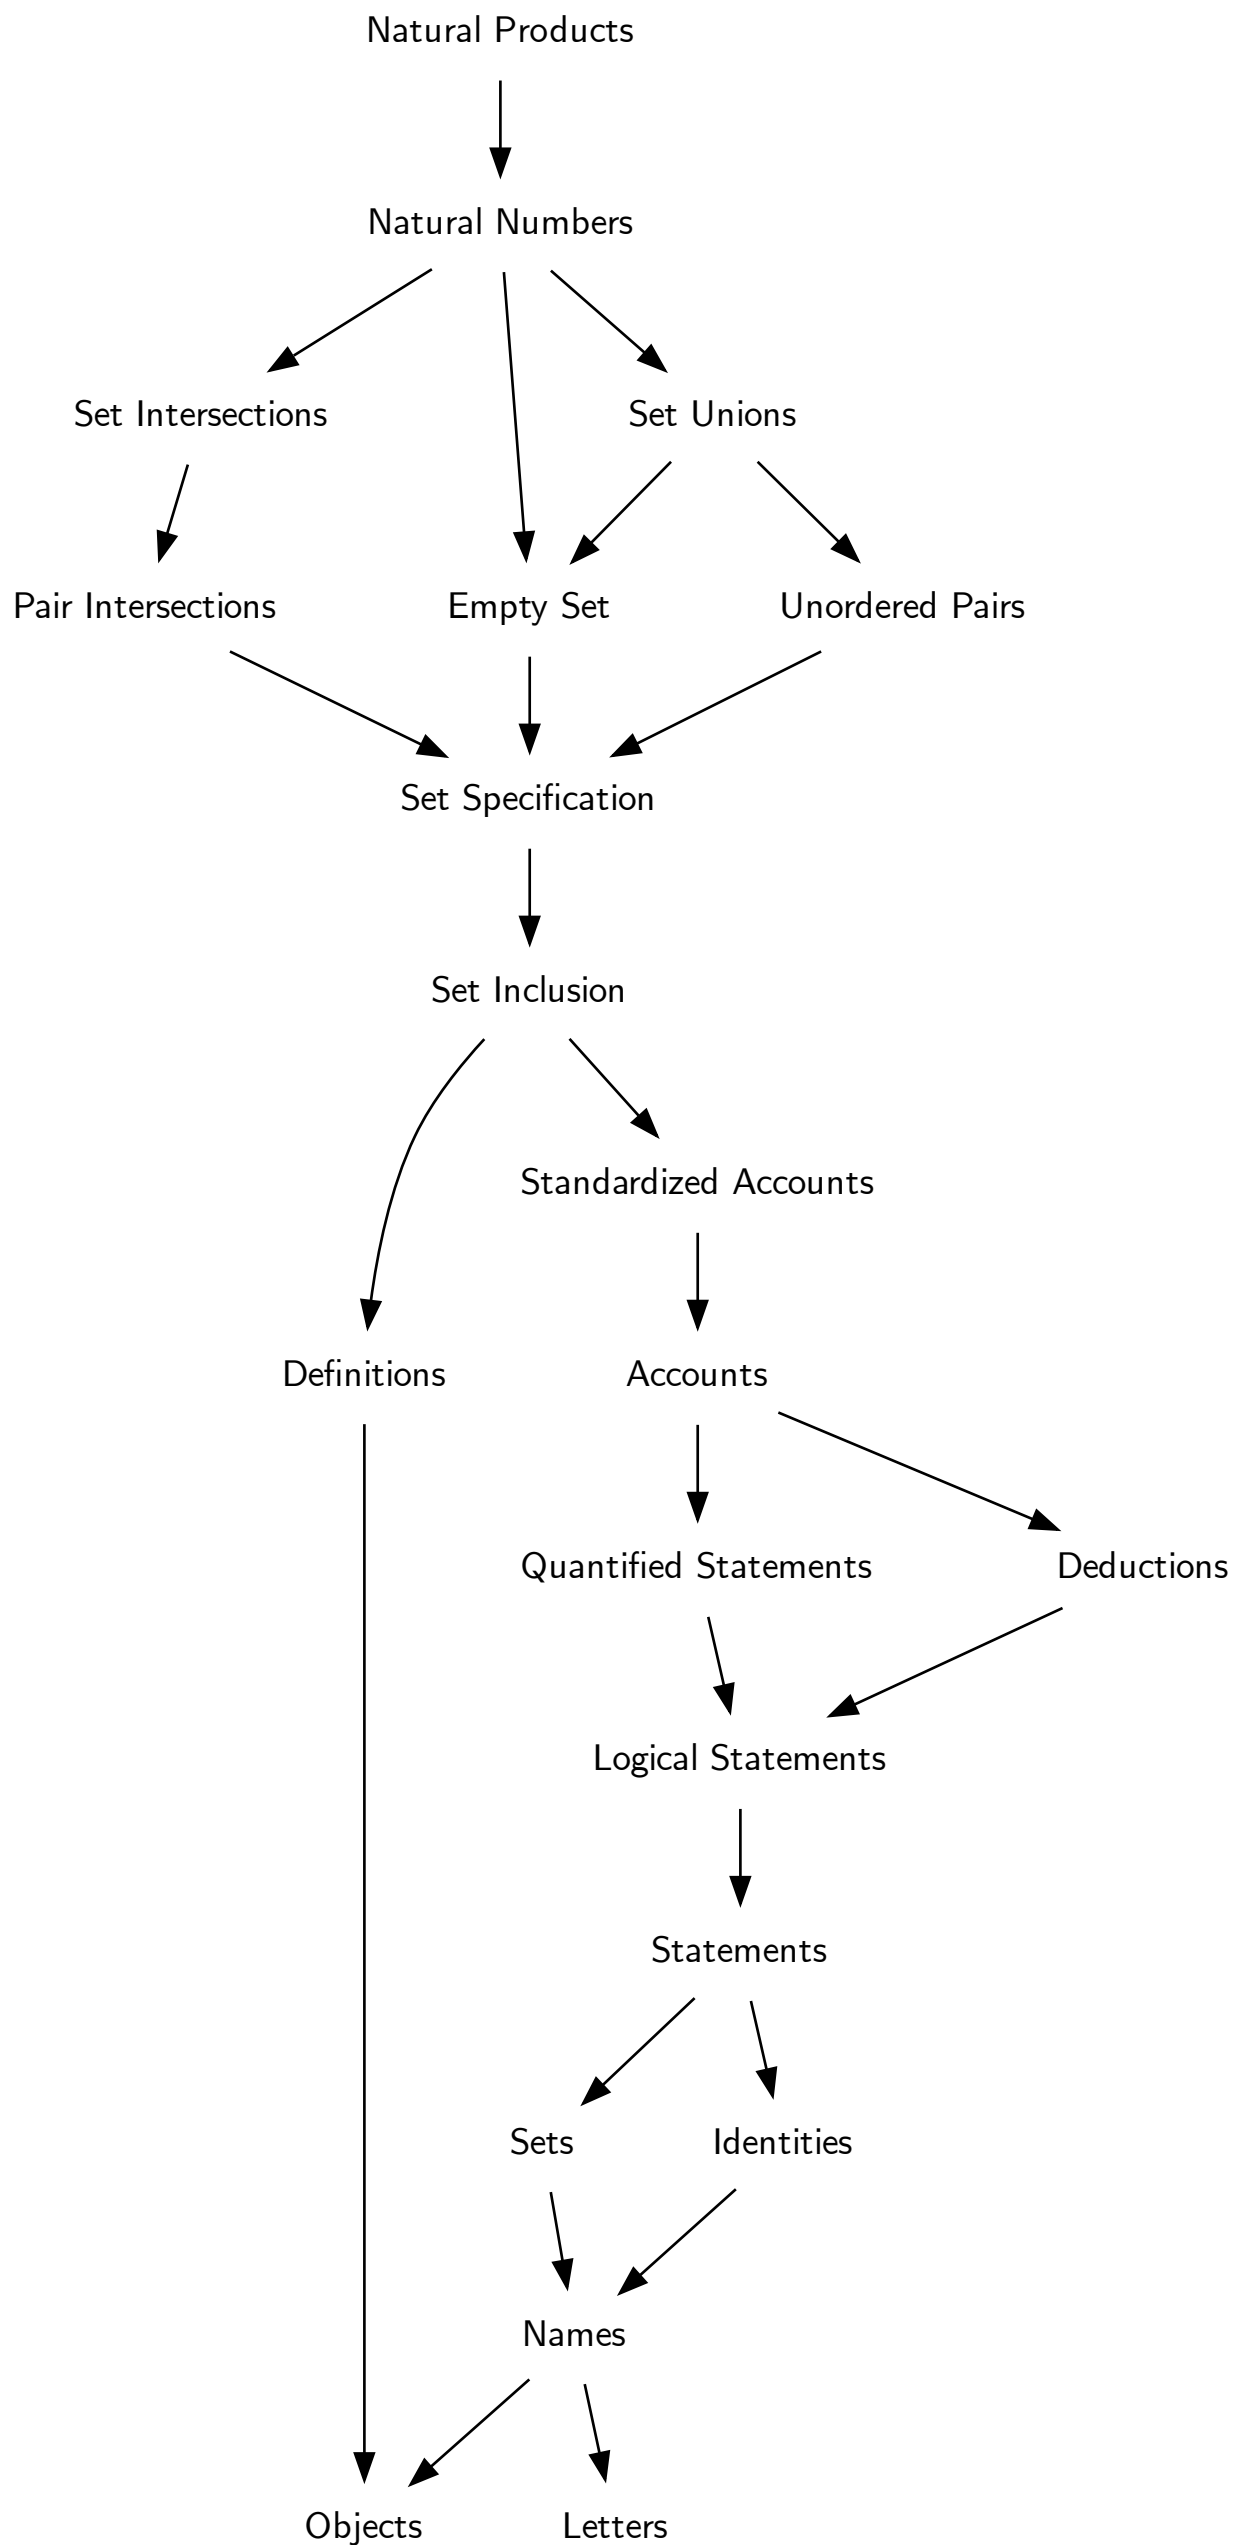 Natural Products
Natural Numbers
Set Intersections
Set Unions
Pair Intersections
Empty Set
Unordered Pairs
Set Specification
Set Inclusion
Standardized Accounts
Definitions
Accounts
Quantified Statements
Deductions
Logical Statements
Statements
Sets
Identities
Names
Objects
Letters